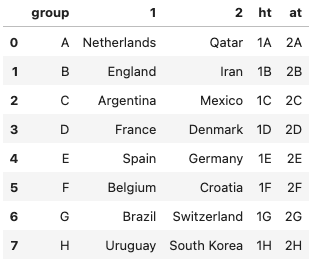 group 1 2 ht at
0 A Netherlands Qatar 1A 2A
1 B England Iran 1B 2B
2 C Argentina Mexico 1C 2C
3 D France Denmark 1D 2D
4 E Spain Germany 1E 2E
5 F Belgium Croatia 1F 2F
6 G Brazil Switzerland 1G 2G
7 H Uruguay South Korea 1H 2H